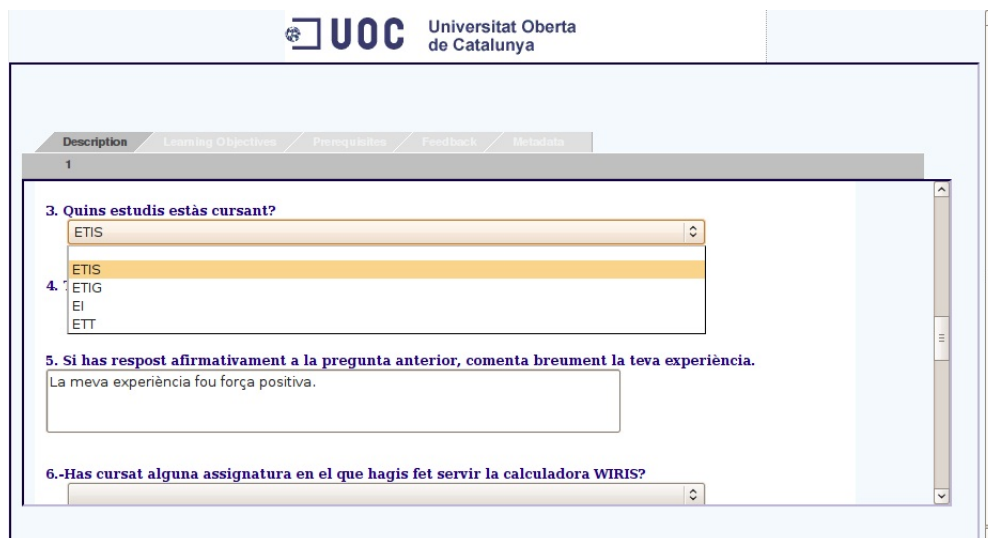 UOC
Universitat Oberta
de Catalunya
Description
Learning Objectives
Prerequisites
Feedback
Metadata
1
3. Quins estudis estàs cursant?
ETIS
ETIS
4.
ETIG
EI
ETT
5. Si has respost afirmativament a la pregunta anterior, comenta breument la teva experiència.
La meva experiència fou força positiva.
6.-Has cursat alguna assignatura en el que hagis fet servir la calculadora WIRIS?